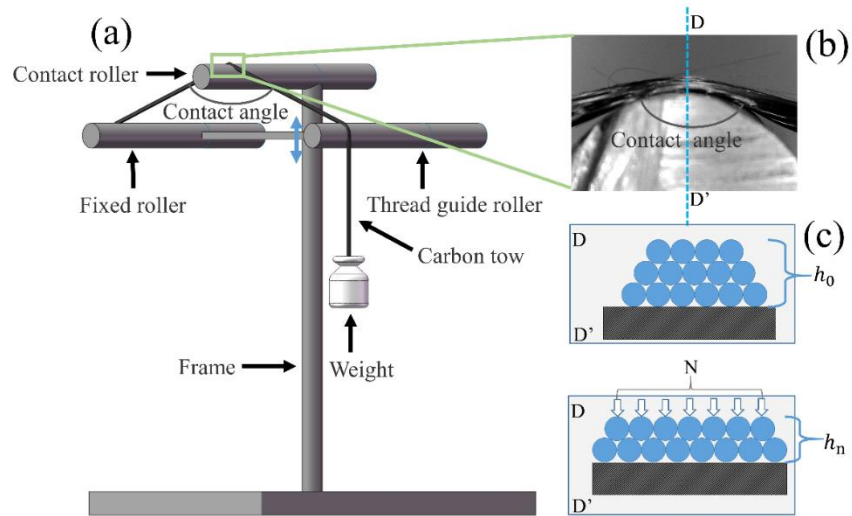 (a)
Contact roller
Contact angle
Fixed roller
Thread guide roller
Carbon tow
Frame
Weight
D
(b)
Contact angle
D'
(c)
D
h₀
D'
N
D
hₙ
D'